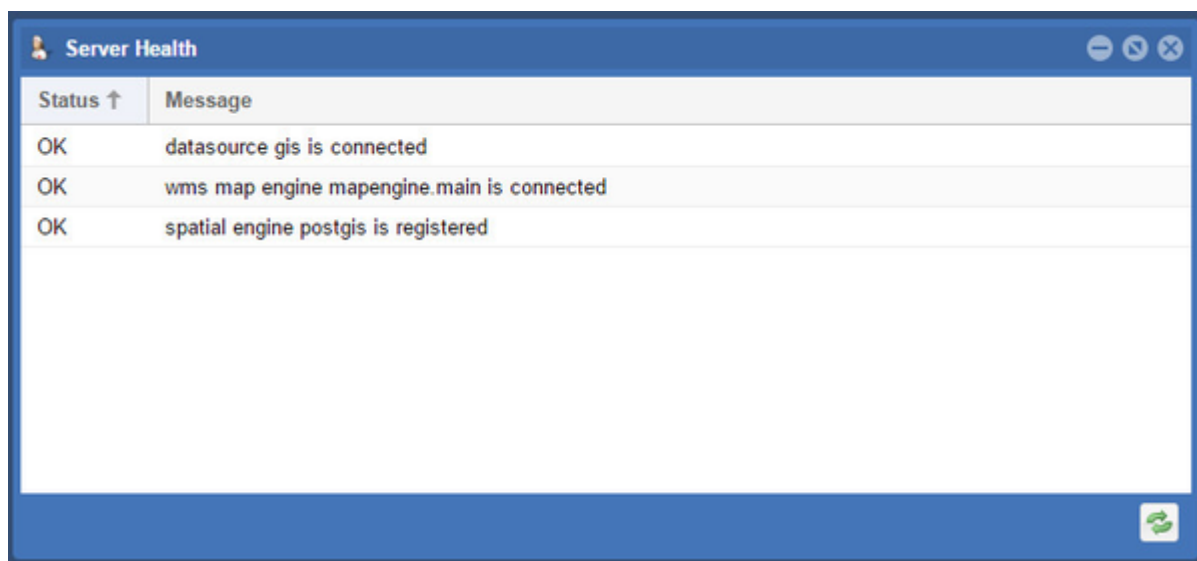 Server Health
Status ↑ Message
OK datasource gis is connected
OK wms map engine mapengine.main is connected
OK spatial engine postgis is registered